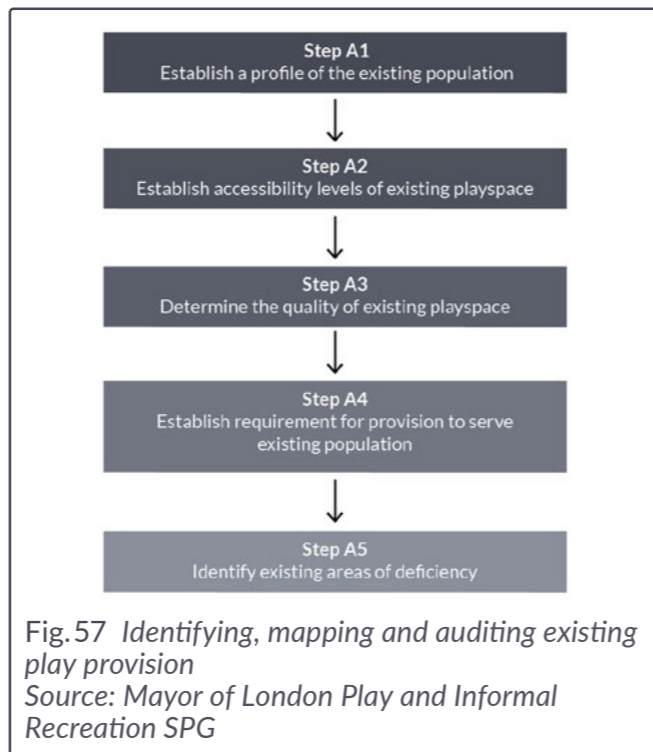 Step A1
Establish a profile of the existing population
Step A2
Establish accessibility levels of existing playspace
Step A3
Determine the quality of existing playspace
Step A4
Establish requirement for provision to serve
existing population
Step A5
Identify existing areas of deficiency
Fig.57 Identifying, mapping and auditing existing
play provision
Source: Mayor of London Play and Informal
Recreation SPG